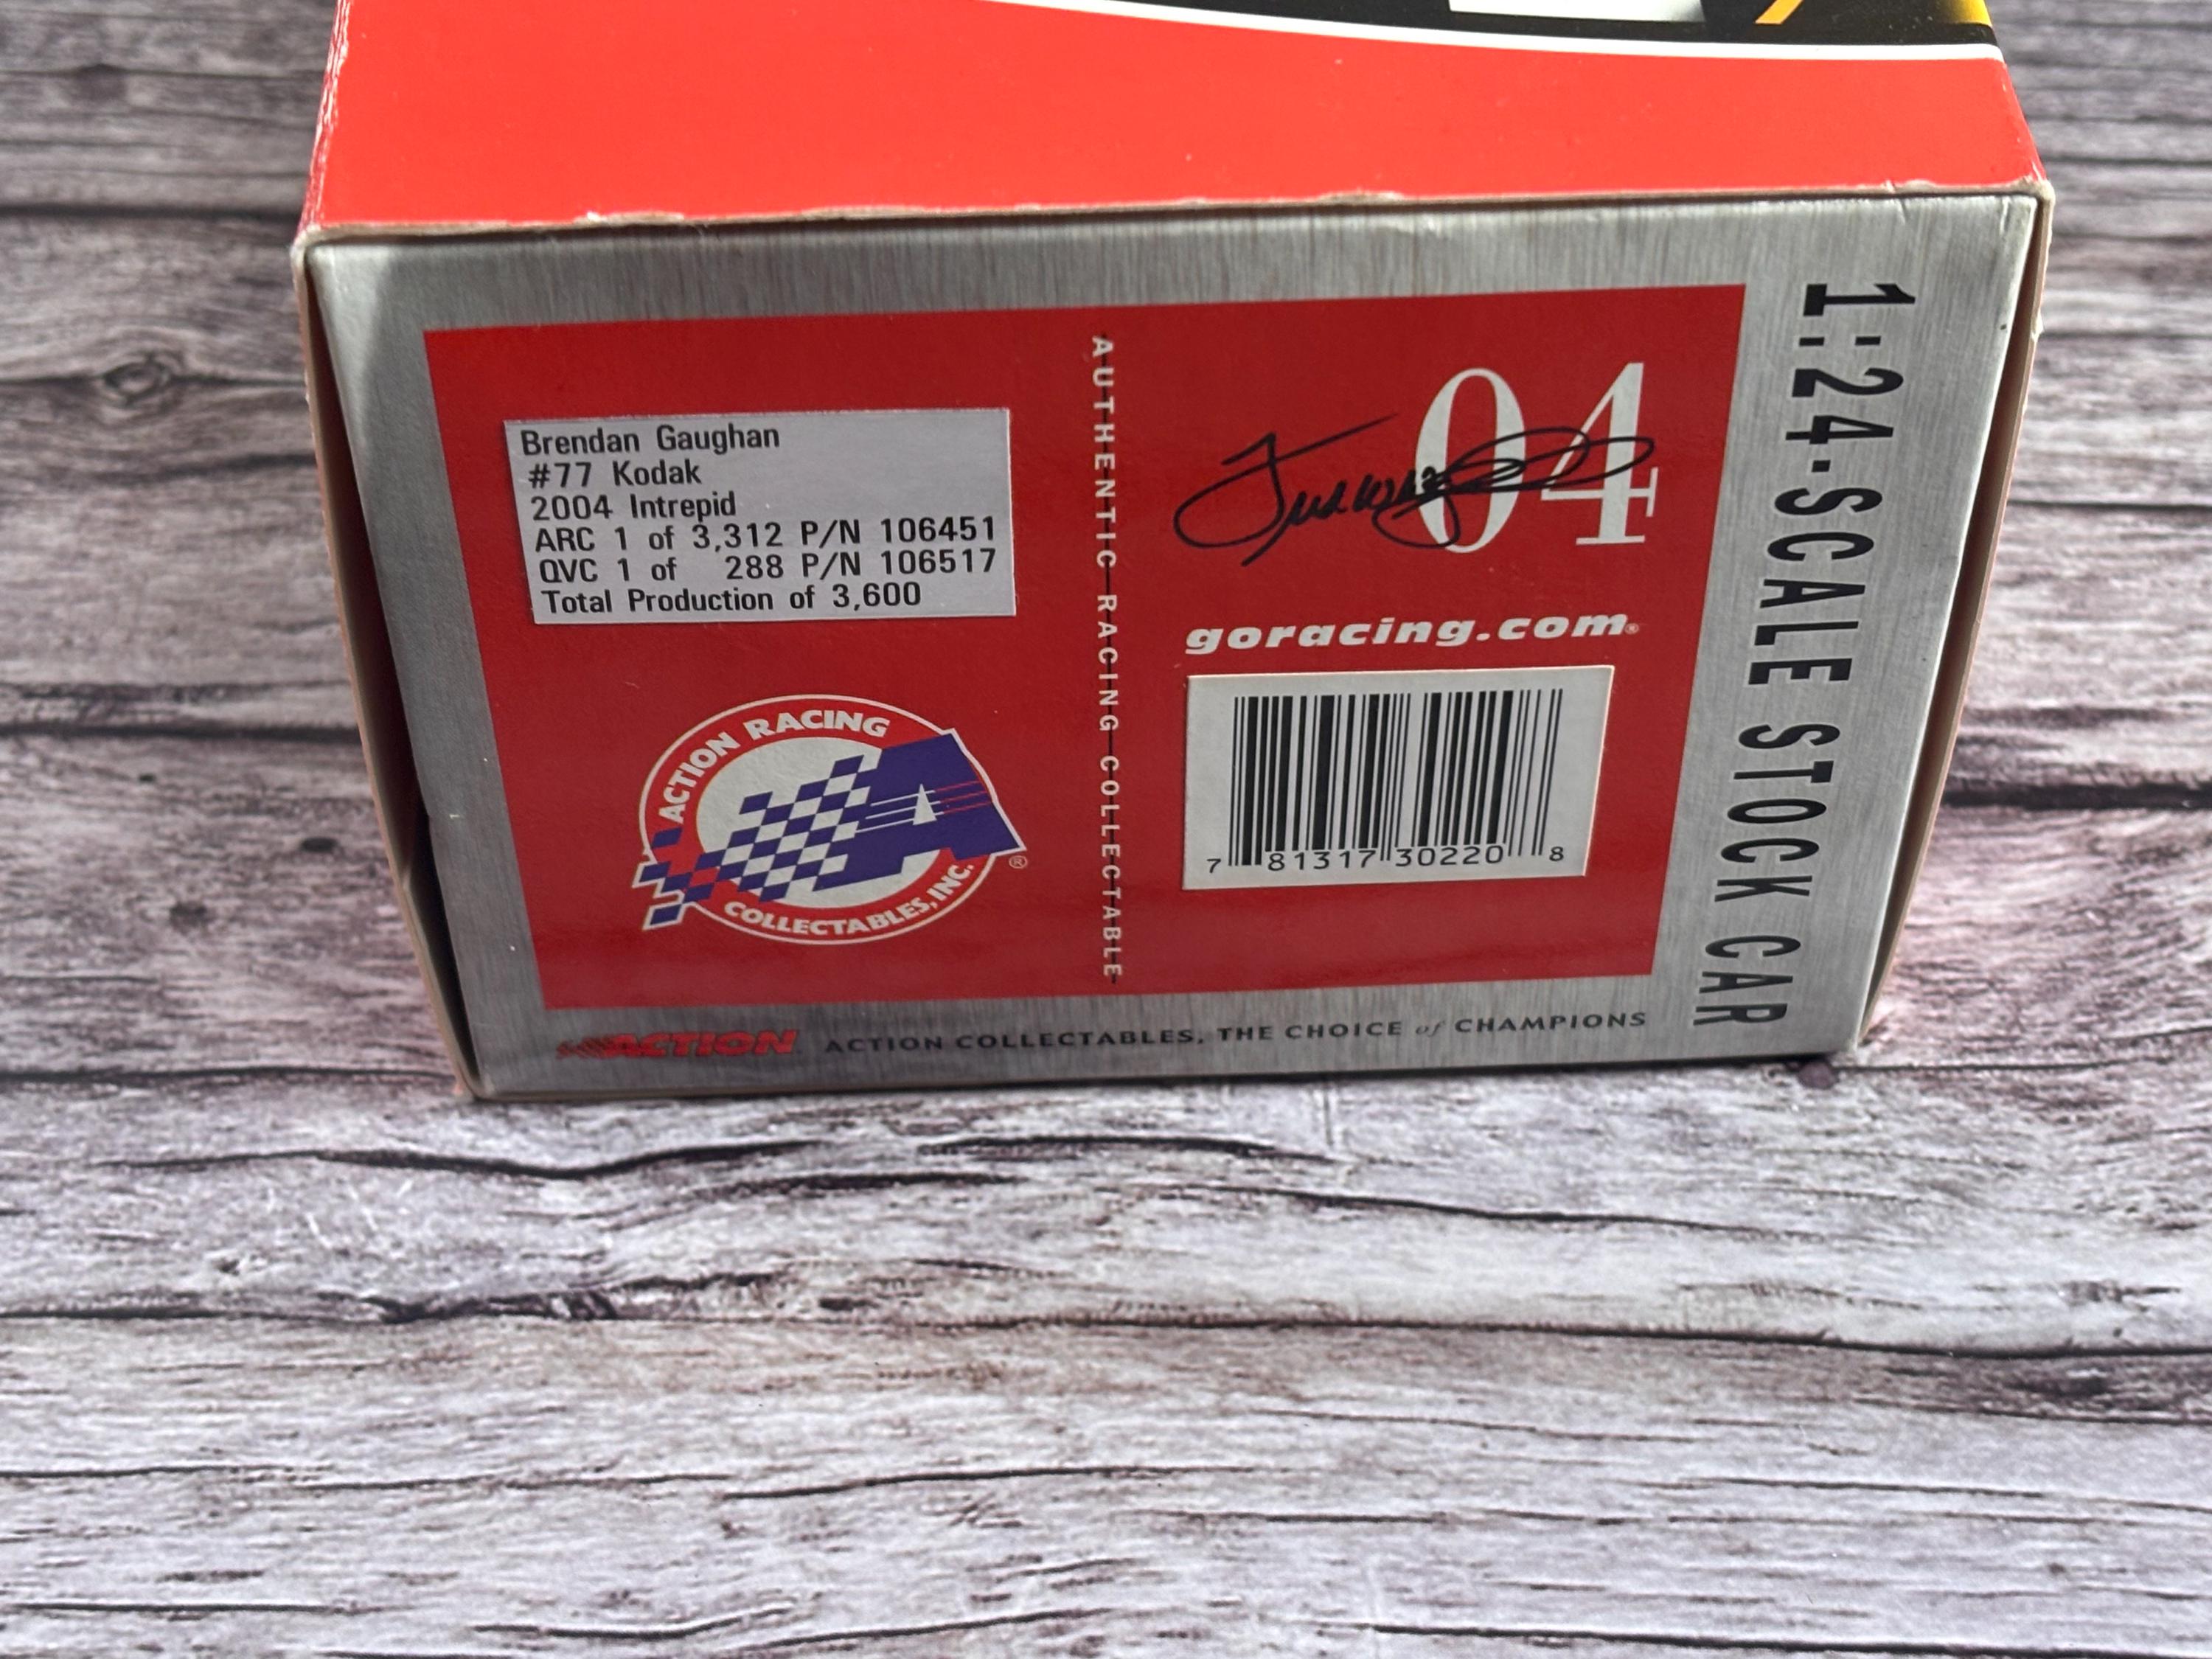 Brendan Gaughan
#77 Kodak
2004 Intrepid
ARC 1 of 3,312 P/N 106451
QVC 1 of 288 P/N 106517
Total Production of 3,600
ACTION RACING
COLLECTABLES, INC.
®
AUTHENTIC RACING COLLECTABLE
04
goracing.com®
7 81317 30220 8
1:24-SCALE STOCK CAR
ACTION ACTION COLLECTABLES, THE CHOICE of CHAMPIONS